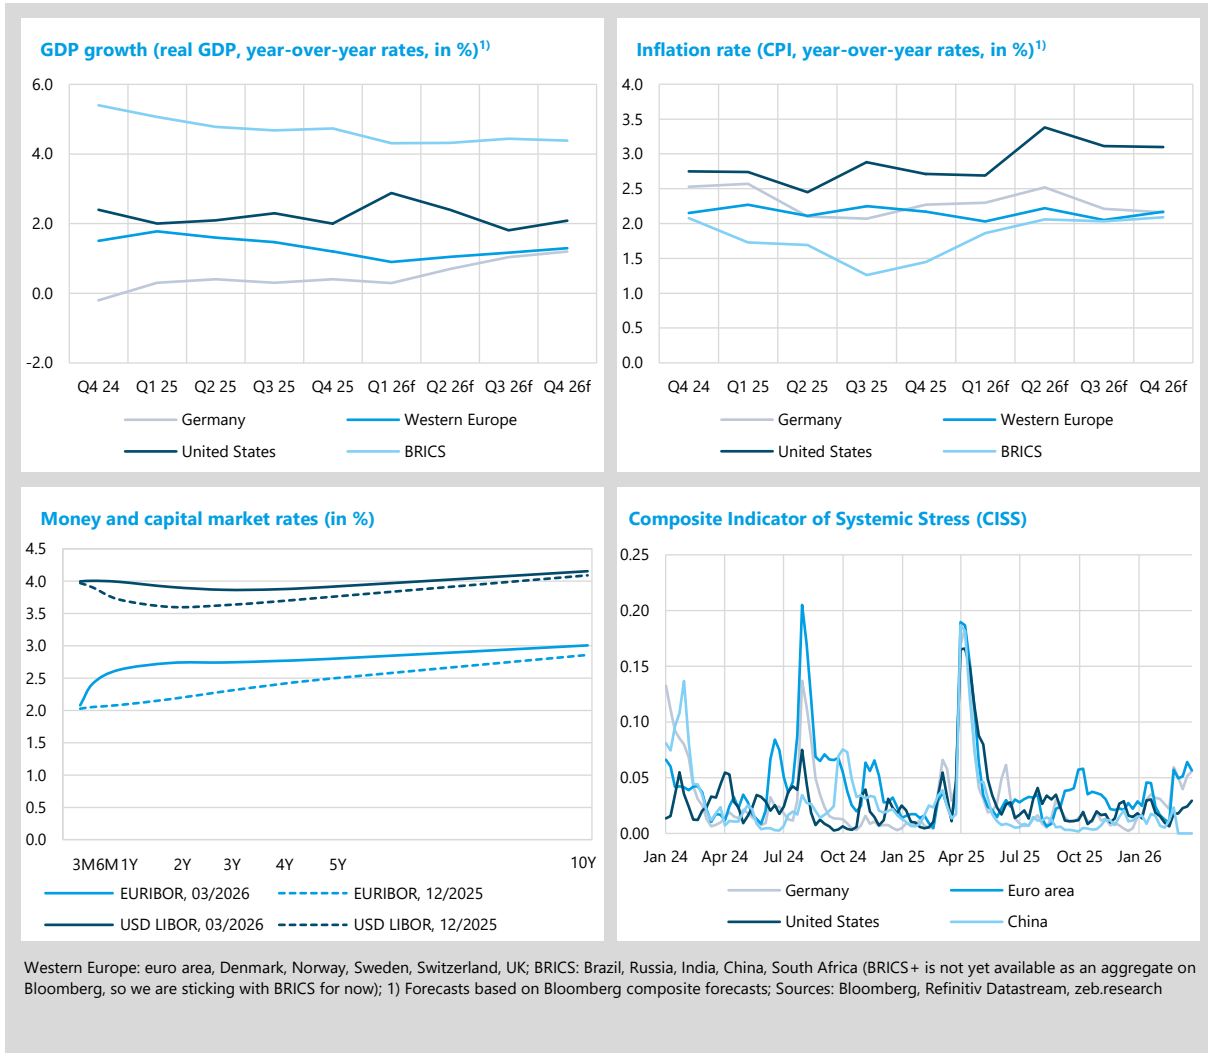 GDP growth (real GDP, year-over-year rates, in %)1)
6.0
4.0
2.0
0.0
-2.0
Q4 24 Q1 25 Q2 25 Q3 25 Q4 25 Q1 26f Q2 26f Q3 26f Q4 26f
Germany Western Europe
United States BRICS
Inflation rate (CPI, year-over-year rates, in %)1)
4.0
3.5
3.0
2.5
2.0
1.5
1.0
0.5
0.0
Q4 24 Q1 25 Q2 25 Q3 25 Q4 25 Q1 26f Q2 26f Q3 26f Q4 26f
Germany Western Europe
United States BRICS
Money and capital market rates (in %)
4.5
4.0
3.5
3.0
2.5
2.0
1.5
1.0
0.5
0.0
3M 6M 1Y 2Y 3Y 4Y 5Y 10Y
EURIBOR, 03/2026 EURIBOR, 12/2025
USD LIBOR, 03/2026 USD LIBOR, 12/2025
Composite Indicator of Systemic Stress (CISS)
0.25
0.20
0.15
0.10
0.05
0.00
Jan 24 Apr 24 Jul 24 Oct 24 Jan 25 Apr 25 Jul 25 Oct 25 Jan 26
Germany Euro area
United States China
Western Europe: euro area, Denmark, Norway, Sweden, Switzerland, UK; BRICS: Brazil, Russia, India, China, South Africa (BRICS+ is not yet available as an aggregate on
Bloomberg, so we are sticking with BRICS for now); 1) Forecasts based on Bloomberg composite forecasts; Sources: Bloomberg, Refinitiv Datastream, zeb.research